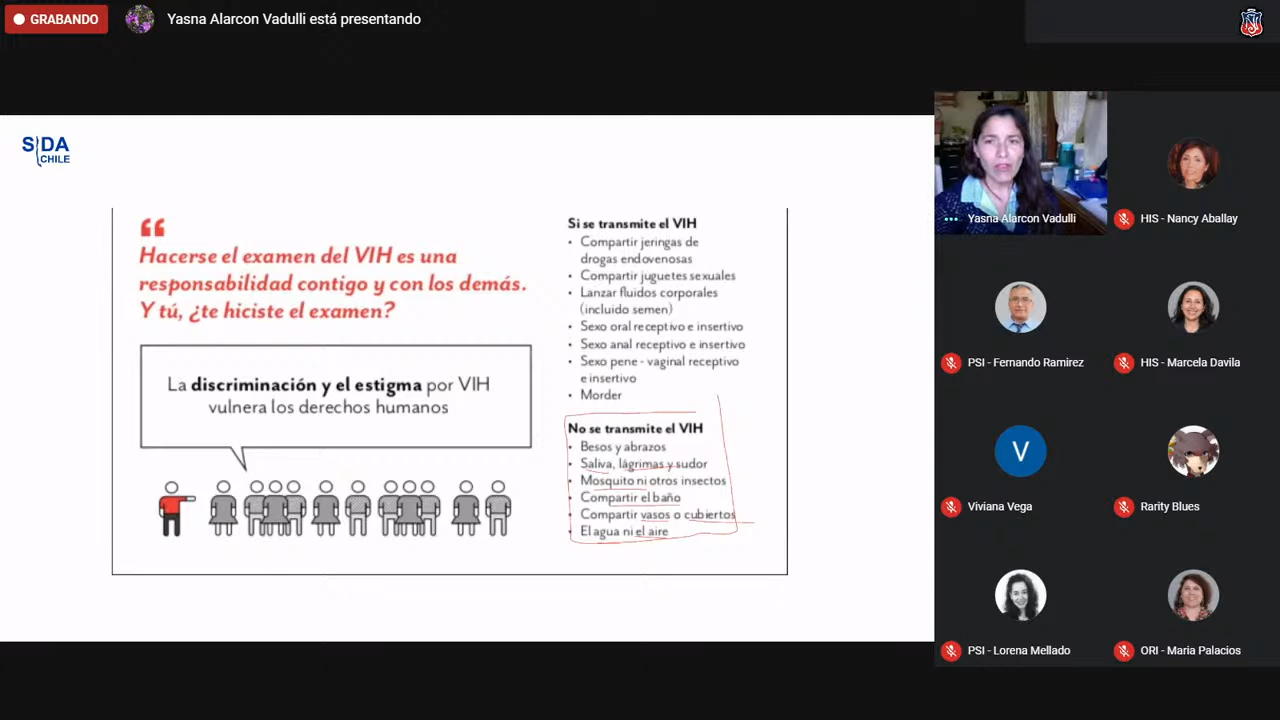 GRABANDO
Yasna Alarcon Vadulli está presentando
SIDA
CHILE
Hacerse el examen del VIH es una
responsabilidad contigo y con los demás.
Y tú, ¿te hiciste el examen?
La discriminación y el estigma por VIH
vulnera los derechos humanos
Si se transmite el VIH
• Compartir jeringas de
drogas endovenosas
• Compartir juguetes sexuales
• Lanzar fluidos corporales
(incluido semen)
• Sexo oral receptivo e insertivo
• Sexo anal receptivo e insertivo
• Sexo pene - vaginal receptivo
e insertivo
• Morder
No se transmite el VIH
• Besos y abrazos
• Saliva, lágrimas y sudor
• Mosquito ni otros insectos
• Compartir el baño
• Compartir vasos o cubiertos
• El agua ni el aire
Yasna Alarcon Vadulli
HIS - Nancy Aballay
PSI - Fernando Ramirez
HIS - Marcela Davila
V
Viviana Vega
Rarity Blues
PSI - Lorena Mellado
ORI - Maria Palacios